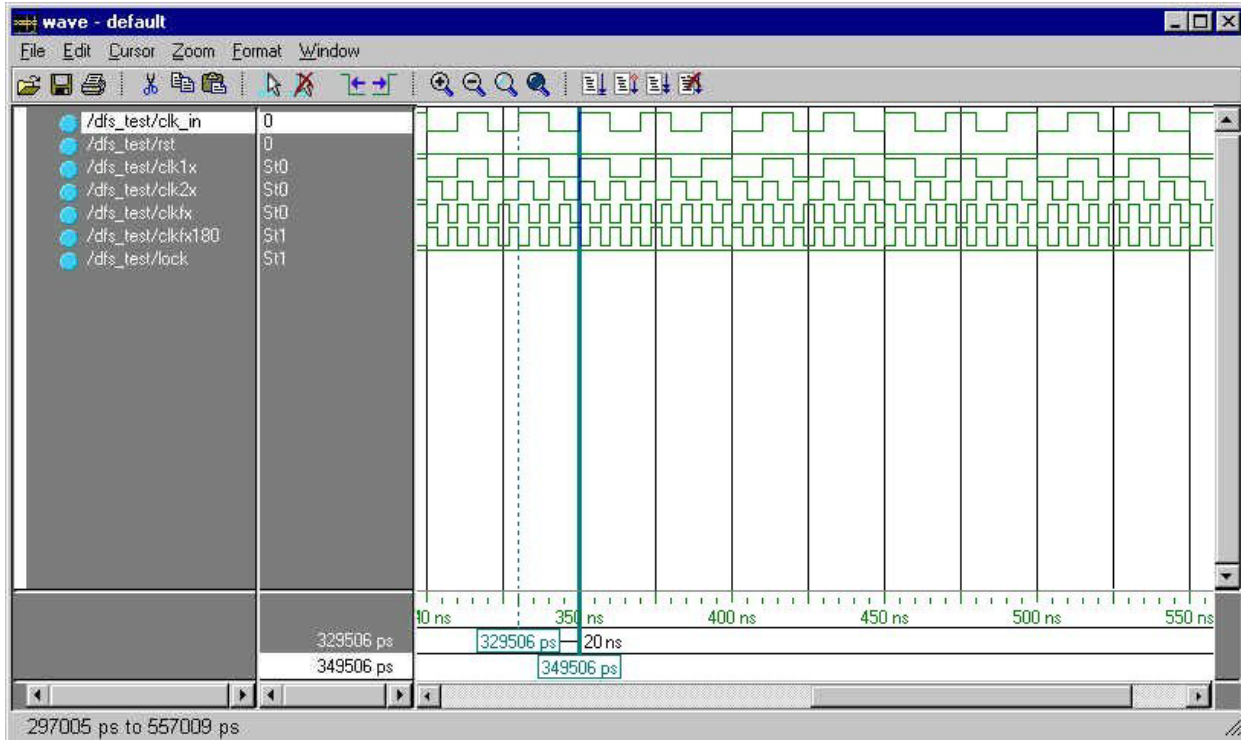 wave - default
File Edit Cursor Zoom Format Window
/dfs_test/clk_in 0
/dfs_test/rst 0
/dfs_test/clk1x St0
/dfs_test/clk2x St0
/dfs_test/clkfx St0
/dfs_test/clkfx180 St1
/dfs_test/lock St1
350 ns 400 ns 450 ns 500 ns 550 ns
329506 ps 329506 ps 20 ns
349506 ps 349506 ps
297005 ps to 557009 ps